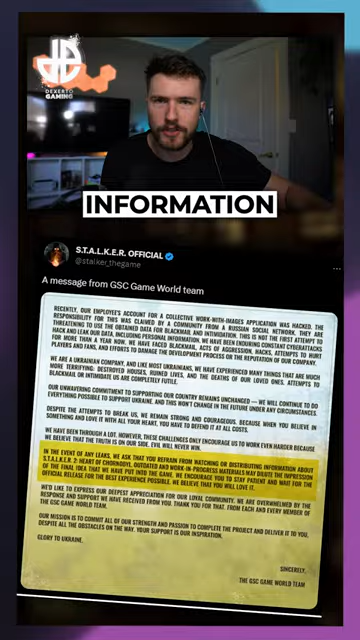 DEXERTO
GAMING
INFORMATION
S.T.A.L.K.E.R. OFFICIAL
@stalker_thegame
A message from GSC Game World team
RECENTLY, OUR EMPLOYEE'S ACCOUNT FOR A COLLECTIVE WORK-WITH-IMAGES APPLICATION WAS HACKED. THE
RESPONSIBILITY FOR THIS WAS CLAIMED BY A COMMUNITY FROM A RUSSIAN SOCIAL NETWORK. THEY ARE
THREATENING TO USE THE OBTAINED DATA FOR BLACKMAIL AND INTIMIDATION. THIS IS NOT THE FIRST ATTEMPT TO
HACK AND LEAK OUR DATA, INCLUDING PERSONAL INFORMATION. WE HAVE BEEN ENDURING CONSTANT CYBERATTACKS
FOR MORE THAN A YEAR NOW. WE HAVE FACED BLACKMAIL, ACTS OF AGGRESSION, HACKS, ATTEMPTS TO HURT
PLAYERS AND FANS, AND EFFORTS TO DAMAGE THE DEVELOPMENT PROCESS OR THE REPUTATION OF OUR COMPANY.
WE ARE A UKRAINIAN COMPANY, AND LIKE MOST UKRAINIANS, WE HAVE EXPERIENCED MANY THINGS THAT ARE MUCH
MORE TERRIFYING: DESTROYED HOUSES, RUINED LIVES, AND THE DEATHS OF OUR LOVED ONES. ATTEMPTS TO
BLACKMAIL OR INTIMIDATE US ARE COMPLETELY FUTILE.
OUR UNWAVERING COMMITMENT TO SUPPORTING OUR COUNTRY REMAINS UNCHANGED — WE WILL CONTINUE TO DO
EVERYTHING POSSIBLE TO SUPPORT UKRAINE. AND THIS WON'T CHANGE IN THE FUTURE UNDER ANY CIRCUMSTANCES.
DESPITE THE ATTEMPTS TO BREAK US, WE REMAIN STRONG AND COURAGEOUS, BECAUSE WHEN YOU BELIEVE IN
SOMETHING AND LOVE IT WITH ALL YOUR HEART, YOU HAVE TO DEFEND IT AT ALL COSTS.
WE HAVE BEEN THROUGH A LOT. HOWEVER, THESE CHALLENGES ONLY ENCOURAGE US TO WORK EVEN HARDER BECAUSE
WE BELIEVE THAT THE TRUTH IS ON OUR SIDE. EVIL WILL NEVER WIN.
IN THE EVENT OF ANY LEAKS, WE ASK THAT YOU REFRAIN FROM WATCHING OR DISTRIBUTING INFORMATION ABOUT
S.T.A.L.K.E.R. 2: HEART OF CHORNOBYL. OUTDATED AND WORK-IN-PROGRESS MATERIALS MAY DILUTE THE IMPRESSION
OF THE FINAL IDEA THAT WE HAVE PUT INTO THE GAME. WE ENCOURAGE YOU TO STAY PATIENT AND WAIT FOR THE
OFFICIAL RELEASE FOR THE BEST EXPERIENCE POSSIBLE. WE BELIEVE THAT YOU WILL LOVE IT.
WE'D LIKE TO EXPRESS OUR DEEPEST APPRECIATION FOR OUR LOYAL COMMUNITY. WE ARE OVERWHELMED BY THE
RESPONSE AND SUPPORT WE HAVE RECEIVED FROM YOU. THANK YOU FOR THAT. FROM EACH AND EVERY MEMBER OF
THE GSC GAME WORLD TEAM.
OUR MISSION IS TO COMMIT ALL OF OUR STRENGTH AND PASSION TO COMPLETE THE PROJECT AND DELIVER IT TO YOU,
DESPITE ALL THE OBSTACLES ON THE WAY. YOUR SUPPORT IS OUR INSPIRATION.
GLORY TO UKRAINE.
SINCERELY,
THE GSC GAME WORLD TEAM